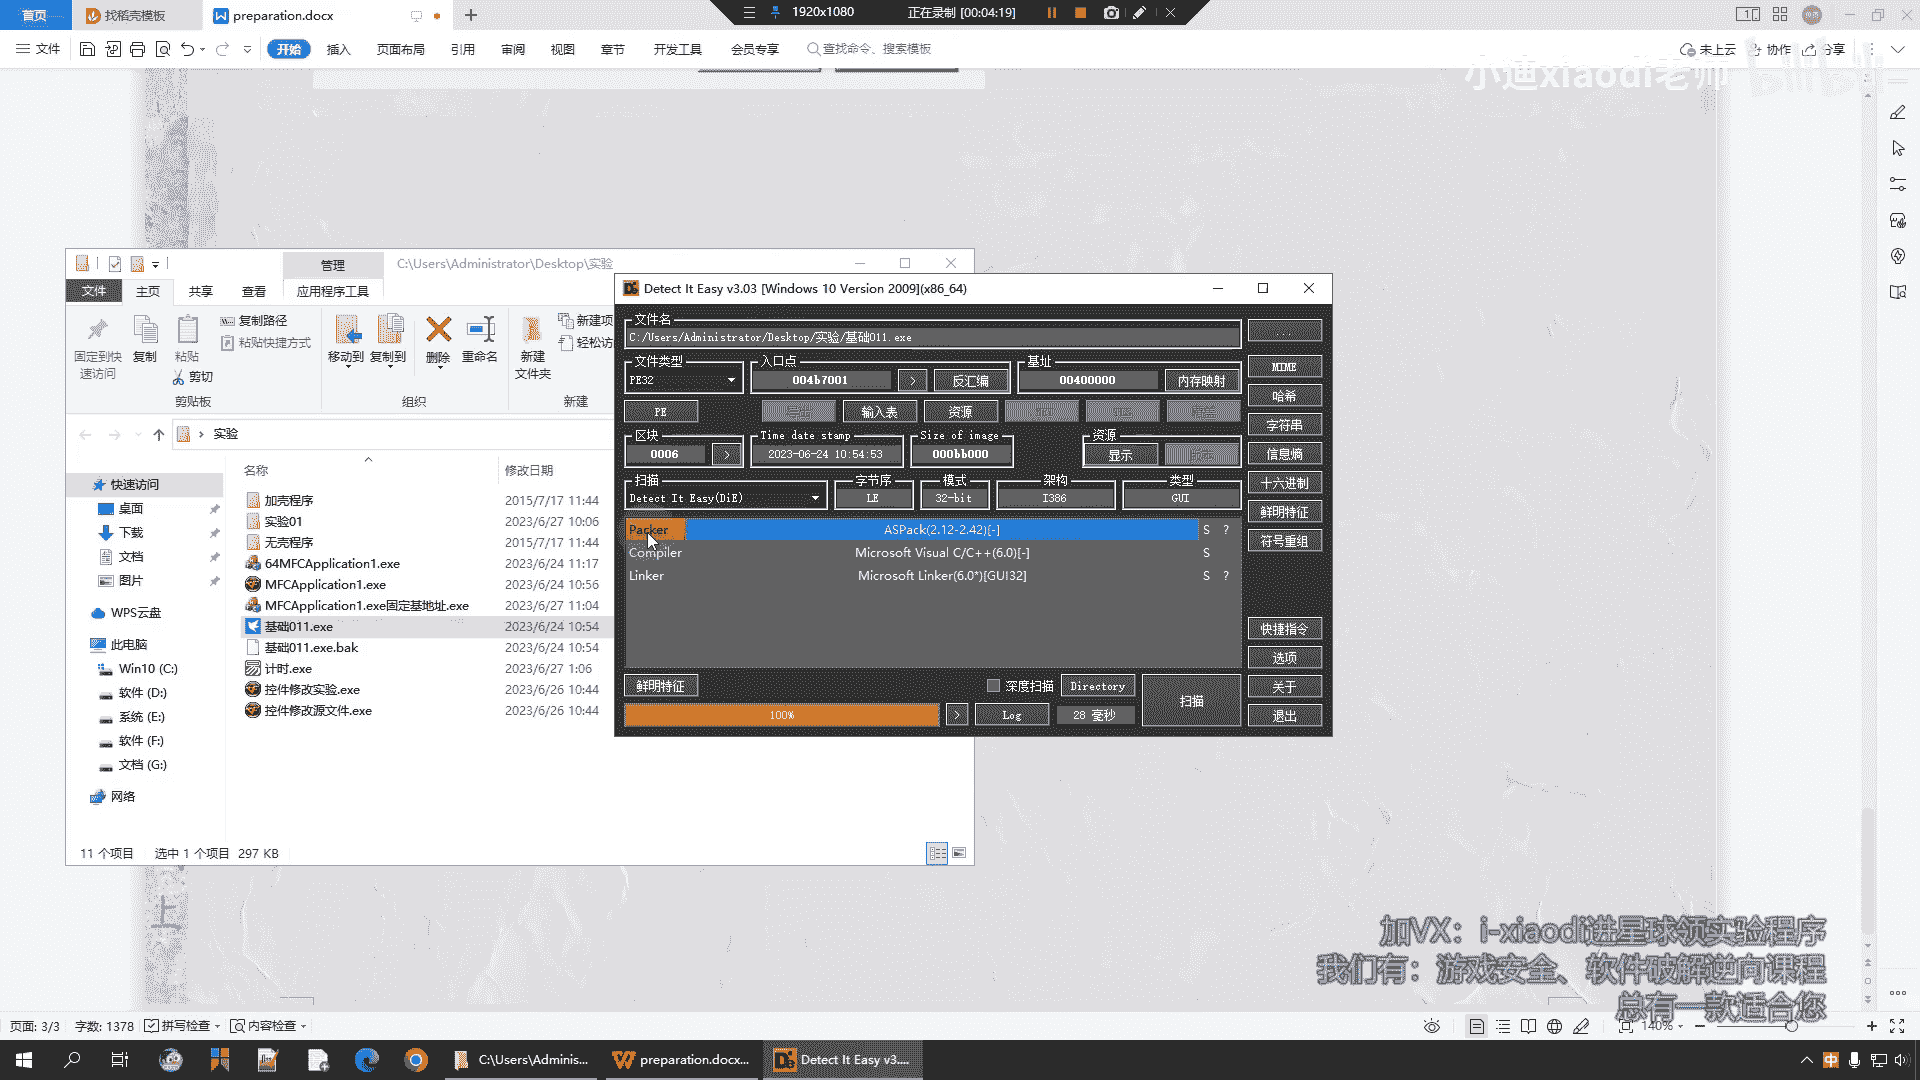 首页
找稻壳模板
preparation.docx
1920x1080
正在录制 [00:04:19]
文件
开始
插入
页面布局
引用
审阅
视图
章节
开发工具
会员专享
查找命令、搜索模板
未上云
协作
分享
小迪xiaodi老师
bilibili
管理
C:\Users\Administrator\Desktop\实验
文件
主页
共享
查看
应用程序工具
固定到快速访问
复制
粘贴
复制路径
粘贴快捷方式
剪切
移动到
复制到
删除
重命名
新建文件夹
新建项
轻松访
剪贴板
组织
新建
实验
名称
修改日期
快速访问
桌面
下载
文档
图片
WPS云盘
此电脑
Win10 (C:)
软件 (D:)
系统 (E:)
软件 (F:)
文档 (G:)
网络
加壳程序 2015/7/17 11:44
实验01 2023/6/27 10:06
无壳程序 2015/7/17 11:44
64MFCApplication1.exe 2023/6/24 11:17
MFCApplication1.exe 2023/6/24 10:56
MFCApplication1.exe固定基地址.exe 2023/6/27 11:04
基础011.exe 2023/6/24 10:54
基础011.exe.bak 2023/6/24 10:54
计时.exe 2023/6/27 1:06
控件修改实验.exe 2023/6/26 10:44
控件修改源文件.exe 2023/6/26 10:44
11 个项目 选中 1 个项目 297 KB
Detect It Easy v3.03 [Windows 10 Version 2009](x86_64)
文件名
C:/Users/Administrator/Desktop/实验/基础011.exe
...
文件类型
PE32
入口点
004b7001
>
反汇编
基址
00400000
内存映射
MIME
PE
输入表
资源
哈希
区块
0006
>
Time date stamp
2023-06-24 10:54:53
Size of image
000bb000
资源
显示
字符串
信息熵
扫描
Detect It Easy(DiE)
字节序
LE
模式
32-bit
架构
I386
类型
GUI
十六进制
鲜明特征
符号重组
Packer ASPack(2.12-2.42)[-] S ?
Compiler Microsoft Visual C/C++(6.0)[-] S
Linker Microsoft Linker(6.0*)[GUI32] S ?
快捷指令
选项
关于
退出
鲜明特征
深度扫描
Directory
扫描
100%
>
Log
28 毫秒
加VX：i-xiaodi进星球领实验程序
我们有：游戏安全、软件破解逆向课程
总有一款适合您
页面: 3/3
字数: 1378
拼写检查
内容检查
140%
C:\Users\Adminis...
preparation.docx...
Detect It Easy v3....
中